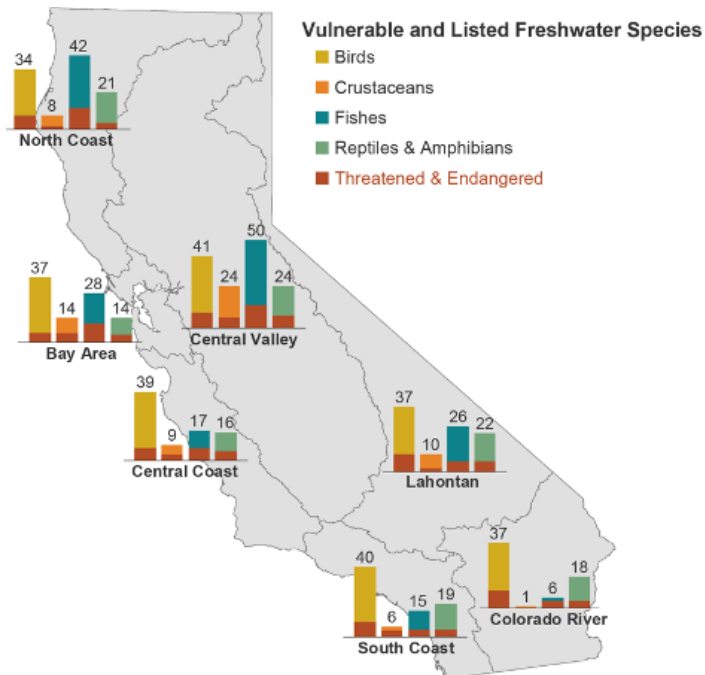 Vulnerable and Listed Freshwater Species
Birds
Crustaceans
Fishes
Reptiles & Amphibians
Threatened & Endangered
34
8
42
21
North Coast
37
14
28
14
Bay Area
41
24
50
24
Central Valley
39
9
17
16
Central Coast
37
10
26
22
Lahontan
40
6
15
19
South Coast
37
1
6
18
Colorado River